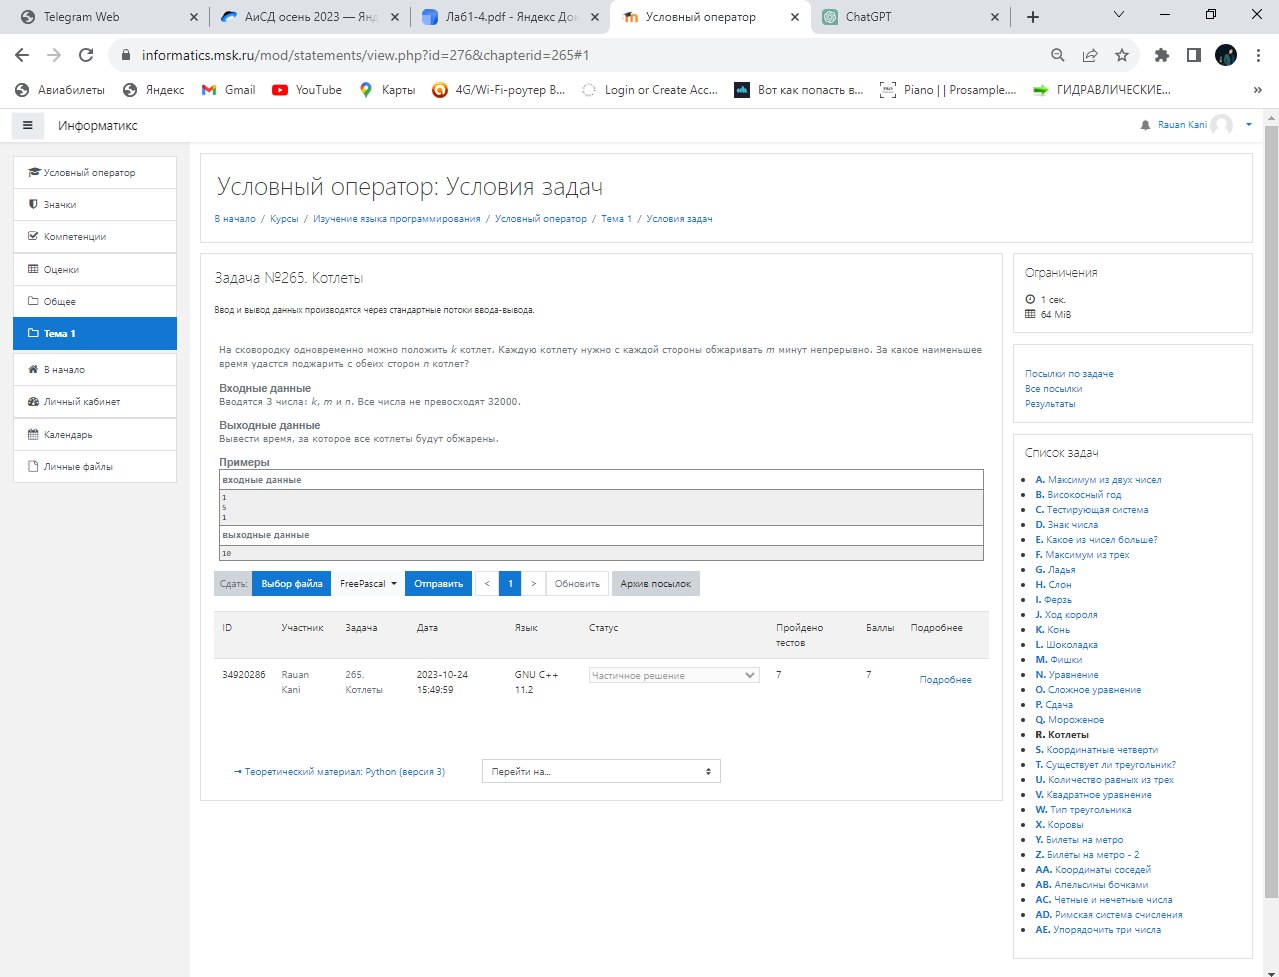 Telegram Web
АиСД осень 2023 — Янд
Лаб1-4.pdf - Яндекс Док
Условный оператор
ChatGPT
informatics.msk.ru/mod/statements/view.php?id=276&chapterid=265#1
Авиабилеты
Яндекс
Gmail
YouTube
Карты
4G/Wi-Fi-роутер B...
Login or Create Acc...
Вот как попасть в...
Piano | | Prosample....
ГИДРАВЛИЧЕСКИЕ...
»
Информатикс
Rauan Kani
Условный оператор
Значки
Компетенции
Оценки
Общее
Тема 1
В начало
Личный кабинет
Календарь
Личные файлы
Условный оператор: Условия задач
В начало / Курсы / Изучение языка программирования / Условный оператор / Тема 1 / Условия задач
Задача №265. Котлеты
Ввод и вывод данных производятся через стандартные потоки ввода-вывода.
На сковородку одновременно можно положить k котлет. Каждую котлету нужно с каждой стороны обжаривать m минут непрерывно. За какое наименьшее
время удастся поджарить с обеих сторон n котлет?
Входные данные
Вводятся 3 числа: k, m и n. Все числа не превосходят 32000.
Выходные данные
Вывести время, за которое все котлеты будут обжарены.
Примеры
входные данные
1
5
1
выходные данные
10
Сдать: Выбор файла FreePascal Отправить < 1 > Обновить Архив посылок
ID Участник Задача Дата Язык Статус Пройдено тестов Баллы Подробнее
34920286 Rauan Kani 265. Котлеты 2023-10-24 15:49:59 GNU C++ 11.2 Частичное решение 7 7 Подробнее
→ Теоретический материал: Python (версия 3)
Перейти на...
Ограничения
1 сек.
64 MiB
Посылки по задаче
Все посылки
Результаты
Список задач
A. Максимум из двух чисел
B. Високосный год
C. Тестирующая система
D. Знак числа
E. Какое из чисел больше?
F. Максимум из трех
G. Ладья
H. Слон
I. Ферзь
J. Ход короля
K. Конь
L. Шоколадка
M. Фишки
N. Уравнение
O. Сложное уравнение
P. Сдача
Q. Мороженое
R. Котлеты
S. Координатные четверти
T. Существует ли треугольник?
U. Количество равных из трех
V. Квадратное уравнение
W. Тип треугольника
X. Коровы
Y. Билеты на метро
Z. Билеты на метро - 2
AA. Координаты соседей
AB. Апельсины бочками
AC. Четные и нечетные числа
AD. Римская система счисления
AE. Упорядочить три числа